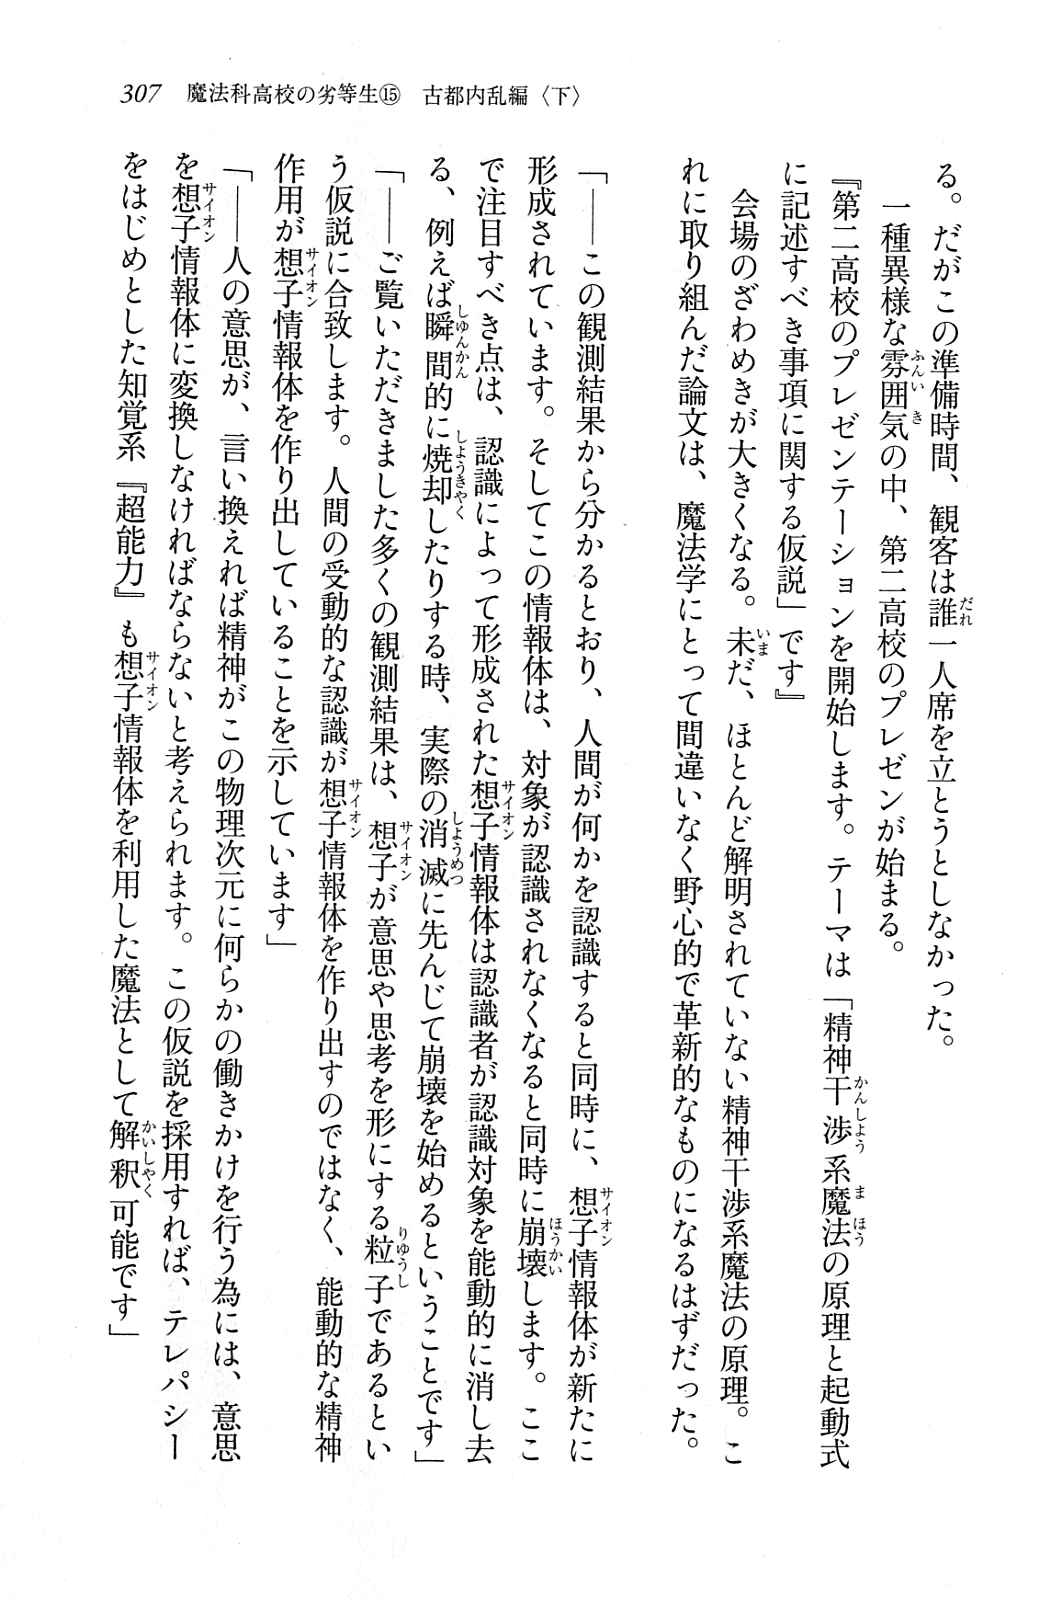 307　魔法科高校の劣等生⑮　古都内乱編〈下〉
る。だがこの準備時間、観客は誰一人席を立とうとしなかった。
　一種異様な雰囲気の中、第二高校のプレゼンが始まる。
『第二高校のプレゼンテーションを開始します。テーマは「精神干渉系魔法の原理と起動式
に記述すべき事項に関する仮説」です』
　会場のざわめきが大きくなる。未だ、ほとんど解明されていない精神干渉系魔法の原理。こ
れに取り組んだ論文は、魔法学にとって間違いなく野心的で革新的なものになるはずだった。
「――この観測結果から分かるとおり、人間が何かを認識すると同時に、想子情報体が新たに
形成されています。そしてこの情報体は、対象が認識されなくなると同時に崩壊します。ここ
で注目すべき点は、認識によって形成された想子情報体は認識者が認識対象を能動的に消し去
る、例えば瞬間的に焼却したりする時、実際の消滅に先んじて崩壊を始めるということです」
「――ご覧いただきました多くの観測結果は、想子が意思や思考を形にする粒子であるとい
う仮説に合致します。人間の受動的な認識が想子情報体を作り出すのではなく、能動的な精神
作用が想子情報体を作り出していることを示しています」
「――人の意思が、言い換えれば精神がこの物理次元に何らかの働きかけを行う為には、意思
を想子情報体に変換しなければならないと考えられます。この仮説を採用すれば、テレパシー
をはじめとした知覚系『超能力』も想子情報体を利用した魔法として解釈可能です」